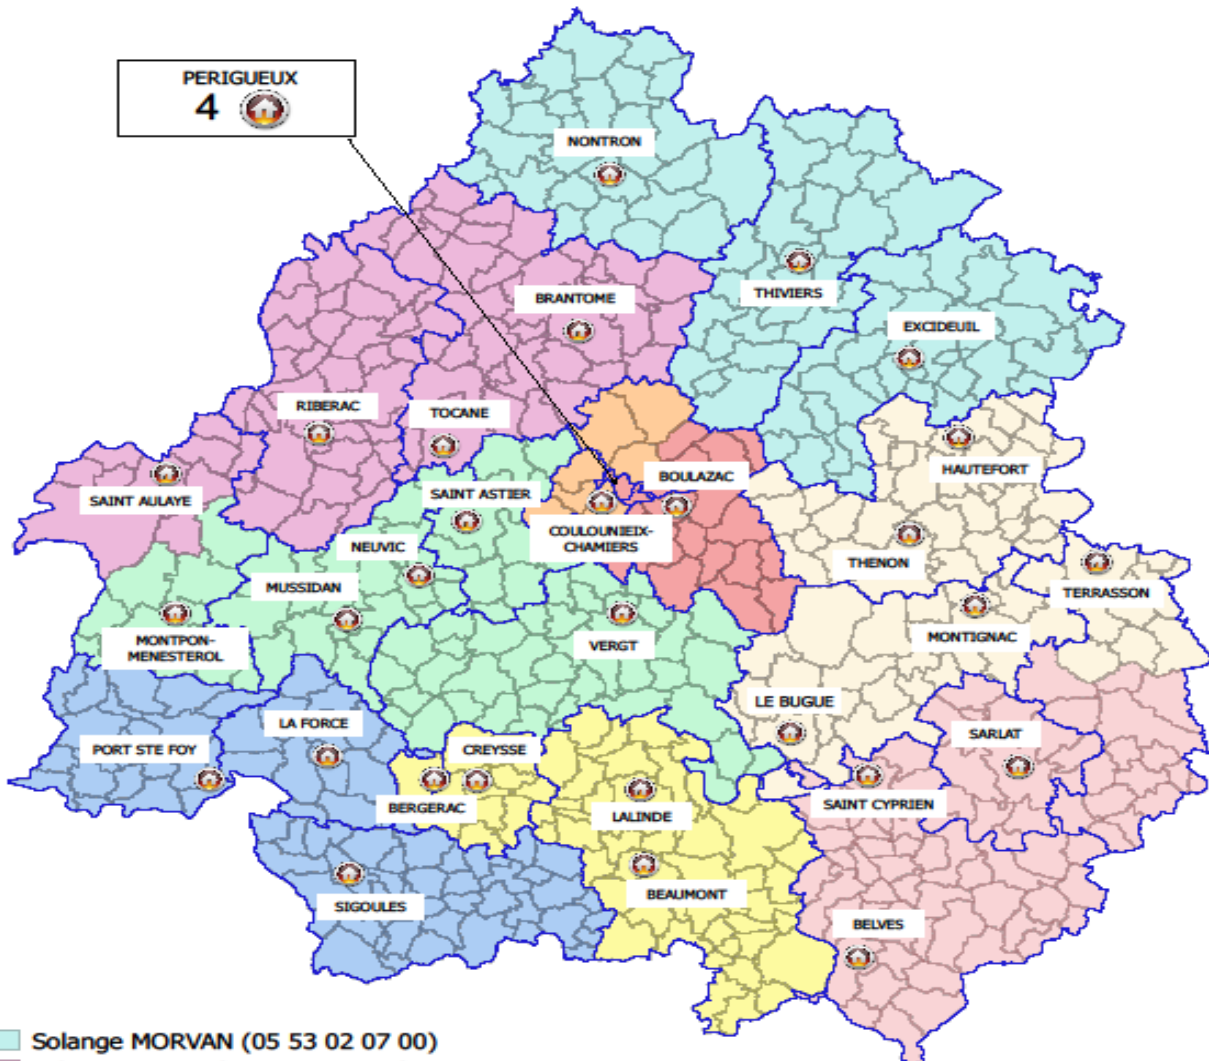 PERIGUEUX
4
NONTRON
THIVIERS
BRANTOME
EXCIDEUIL
RIBERAC
TOCANE
HAUTEFORT
SAINT AULAYE
SAINT ASTIER
BOULAZAC
COULOUNIEIX-
CHAMIERS
NEUVIC
THENON
MUSSIDAN
TERRASSON
MONTPON-
MENESTEROL
VERGT
MONTIGNAC
LE BUGUE
LA FORCE
PORT STE FOY
CREYSSE
SARLAT
BERGERAC
LALINDE
SAINT CYPRIEN
SIGOULES
BEAUMONT
BELVES
Solange MORVAN (05 53 02 07 00)